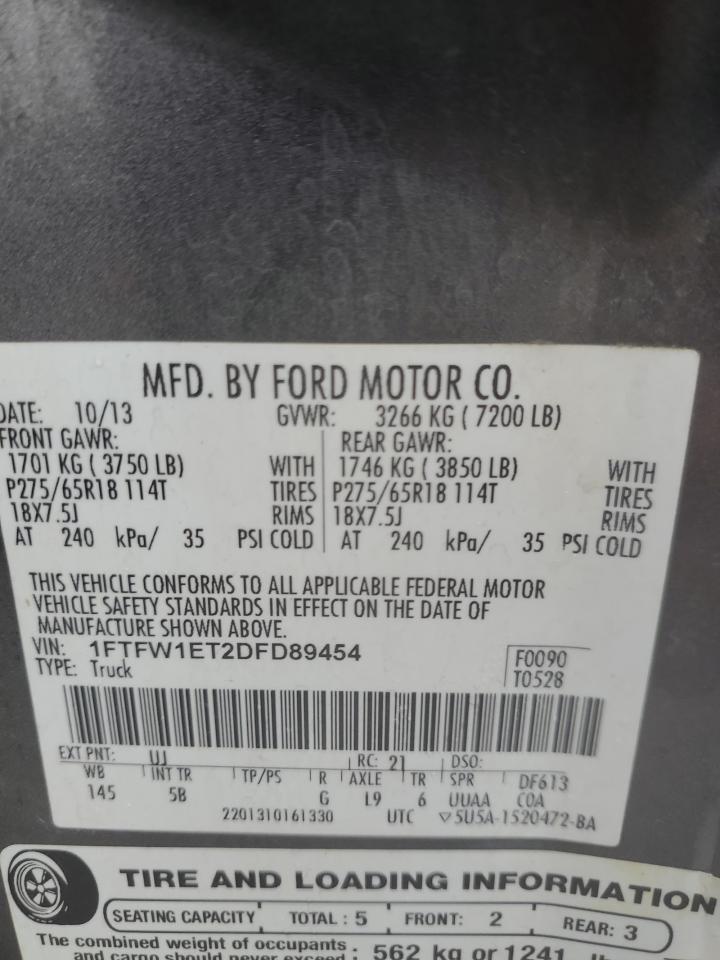 MFD. BY FORD MOTOR CO.
DATE: 10/13 GVWR: 3266 KG ( 7200 LB)
FRONT GAWR: REAR GAWR:
1701 KG ( 3750 LB) WITH 1746 KG ( 3850 LB) WITH
P275/65R18 114T TIRES P275/65R18 114T TIRES
18X7.5J RIMS 18X7.5J RIMS
AT 240 kPa/ 35 PSI COLD AT 240 kPa/ 35 PSI COLD
THIS VEHICLE CONFORMS TO ALL APPLICABLE FEDERAL MOTOR
VEHICLE SAFETY STANDARDS IN EFFECT ON THE DATE OF
MANUFACTURE SHOWN ABOVE.
VIN: 1FTFW1ET2DFD89454 F0090
TYPE: Truck T0528
EXT PNT: UJ RC: 21 DSO:
WB INT TR TP/PS R AXLE TR SPR DF613
145 5B G L9 6 UUAA C0A
2201310161330 UTC ▽5U5A-1520472-BA
TIRE AND LOADING INFORMATION
SEATING CAPACITY TOTAL : 5 FRONT: 2 REAR: 3
The combined weight of occupants
and cargo should never exceed : 562 kg or 1241